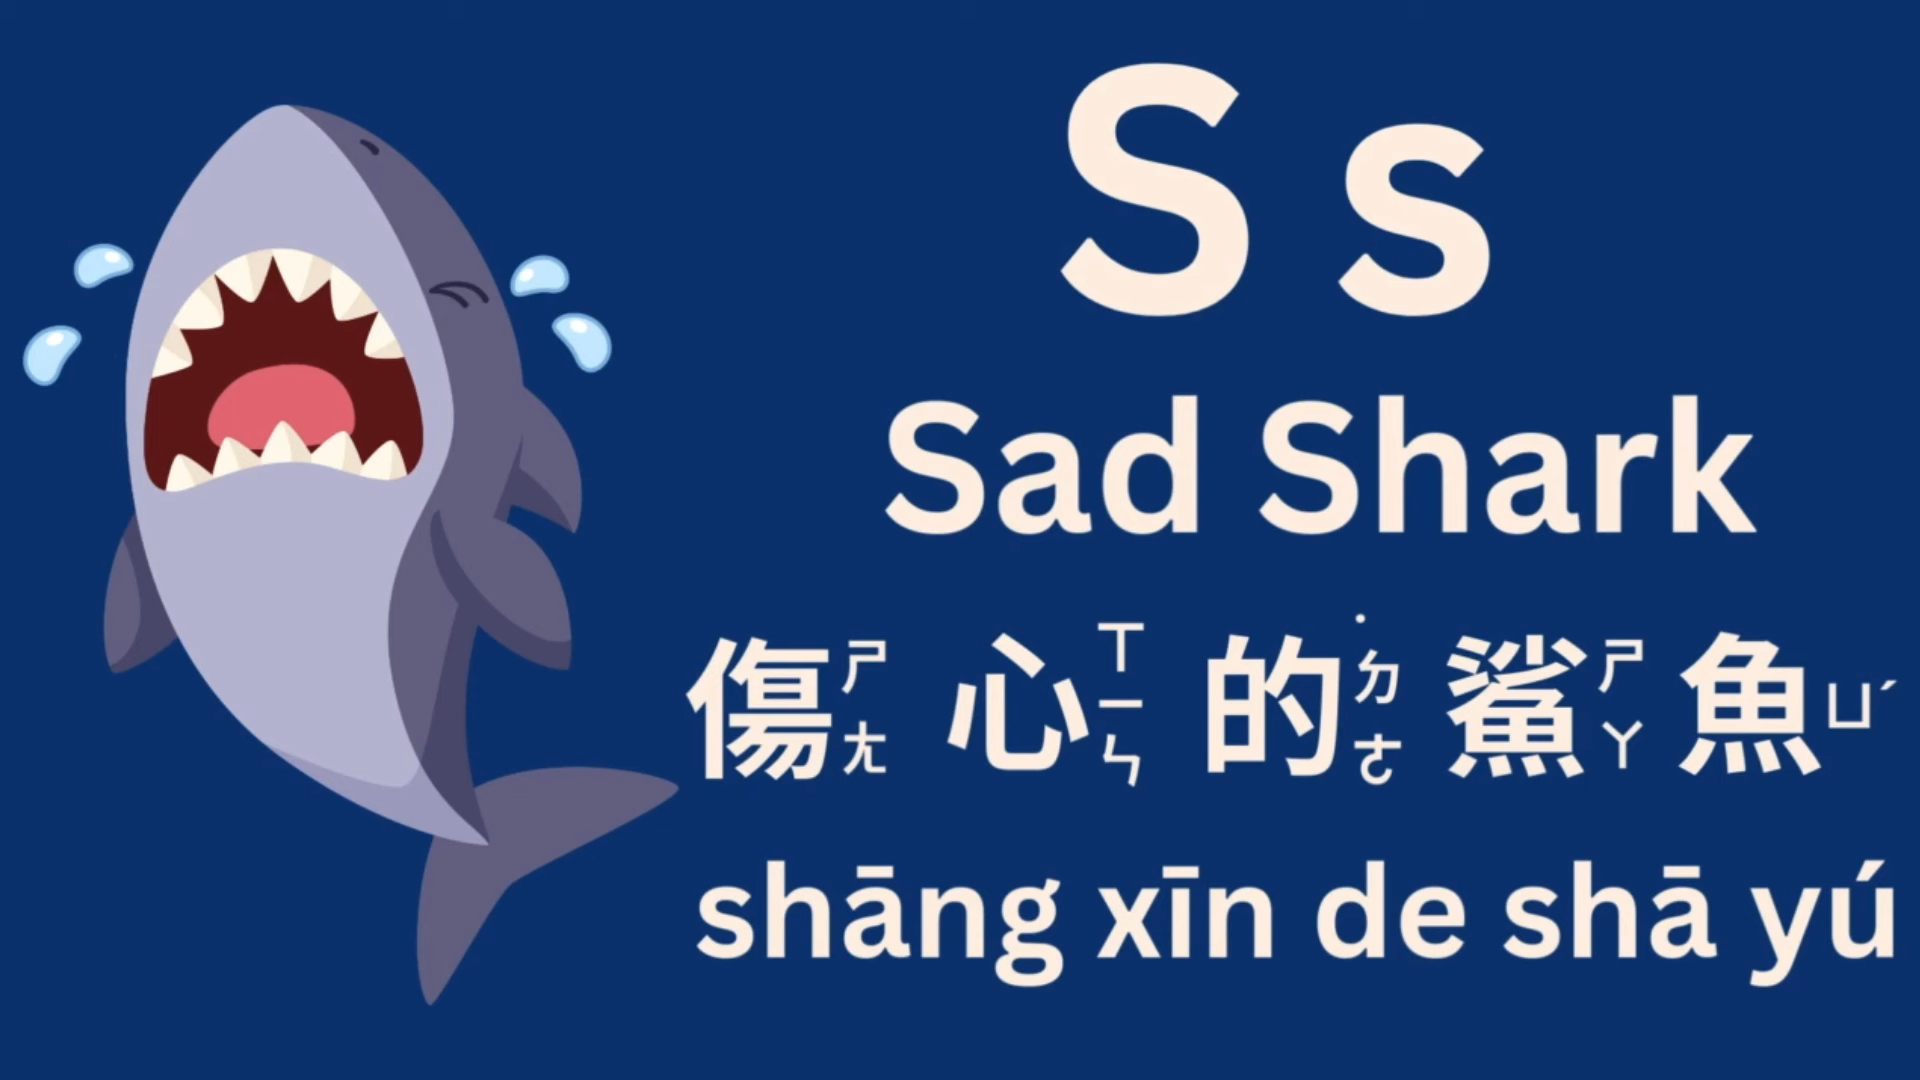 S s
Sad Shark
傷ㄕㄤ 心ㄒㄧㄣ 的˙ㄉㄜ 鯊ㄕㄚ 魚ㄩˊ
shāng xīn de shā yú